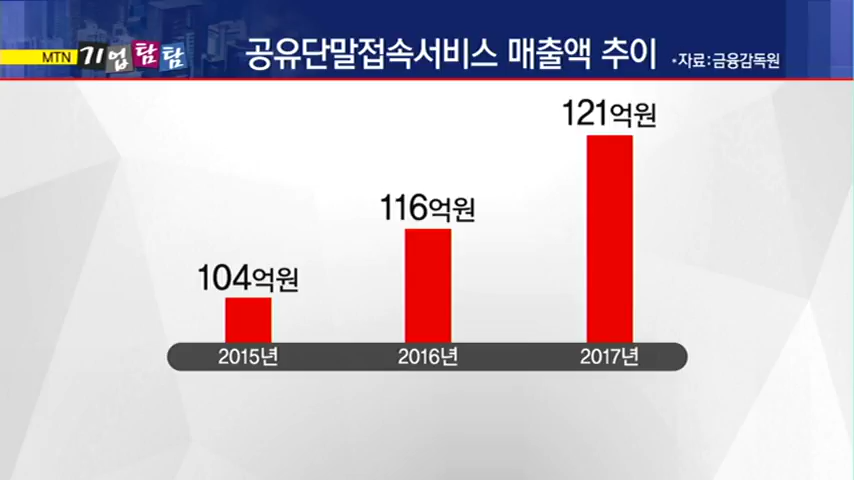 MTN 기업탐탐
공유단말접속서비스 매출액 추이 •자료:금융감독원
121억원
116억원
104억원
2015년 2016년 2017년